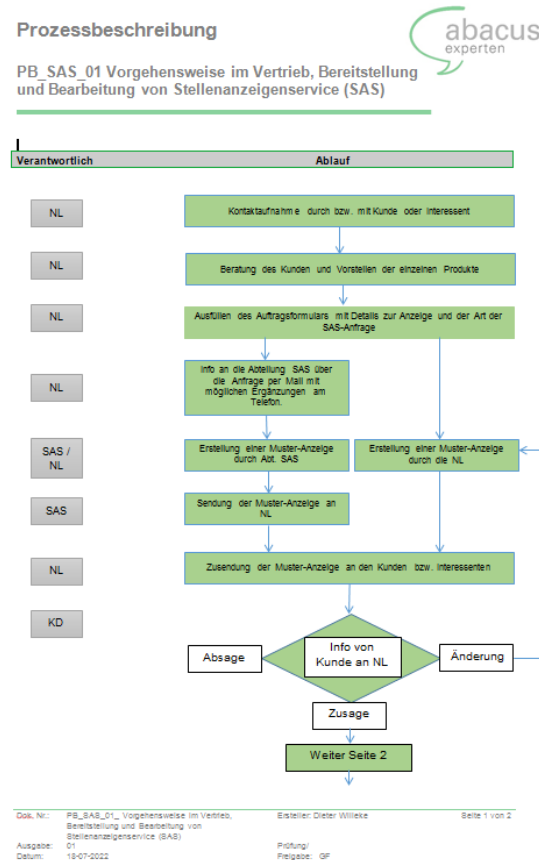 Prozessbeschreibung
abacus
experten
PB_SAS_01 Vorgehensweise im Vertrieb, Bereitstellung
und Bearbeitung von Stellenanzeigenservice (SAS)
Verantwortlich Ablauf
NL Kontaktaufnahme durch bzw. mit Kunde oder Interessent
NL Beratung des Kunden und Vorstellen der einzelnen Produkte
NL Ausfüllen des Auftragsformulars mit Details zur Anzeige und der Art der
SAS-Anfrage
NL
Info an die Abteilung SAS über
die Anfrage per Mail mit
möglichen Ergänzungen am
Telefon.
SAS /
NL
Erstellung einer Muster-Anzeige
durch Abt. SAS
Erstellung einer Muster-Anzeige
durch die NL
SAS
Sendung der Muster-Anzeige an
NL
NL Zusendung der Muster-Anzeige an den Kunden bzw. Interessenten
KD
Absage
Info von
Kunde an NL
Änderung
Zusage
Weiter Seite 2
Dok. Nr.: PB_SAS_01_ Vorgehensweise im Vertrieb, Ersteller: Dieter Willeke Seite 1 von 2
Bereitstellung und Bearbeitung von
Stellenanzeigenservice (SAS)
Ausgabe: 01 Prüfung/
Datum: 18-07-2022 Freigabe: GF